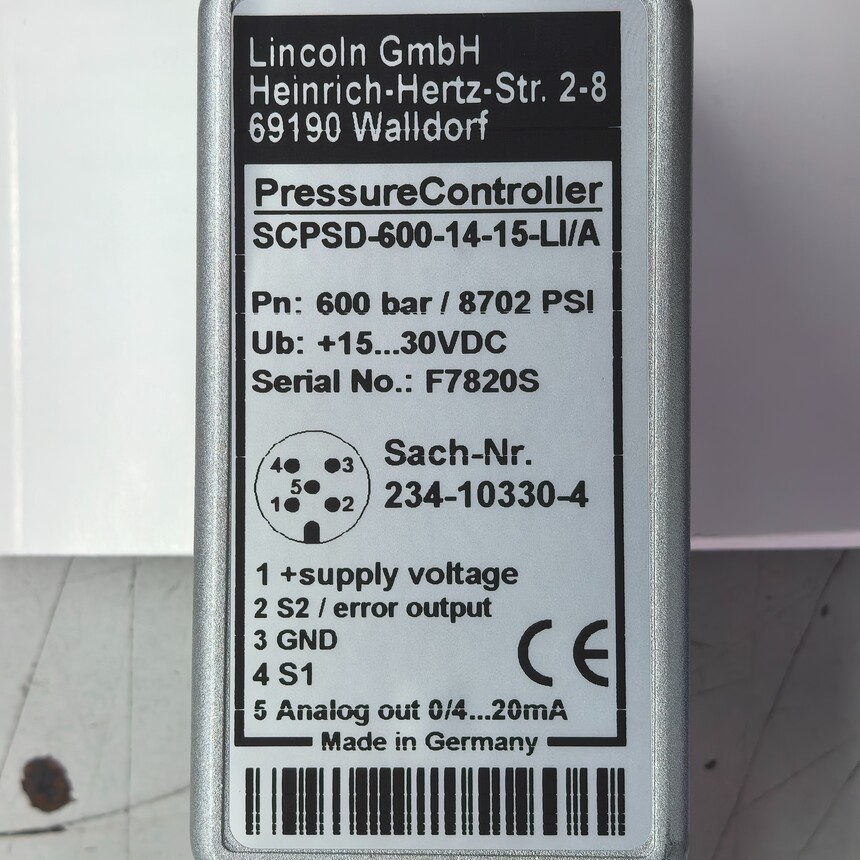 Lincoln GmbH
Heinrich-Hertz-Str. 2-8
69190 Walldorf
PressureController
SCPSD-600-14-15-LI/A
Pn: 600 bar / 8702 PSI
Ub: +15...30VDC
Serial No.: F7820S
Sach-Nr.
234-10330-4
4 3
5
1 2
1 +supply voltage
2 S2 / error output
3 GND
4 S1
CE
5 Analog out 0/4...20mA
Made in Germany